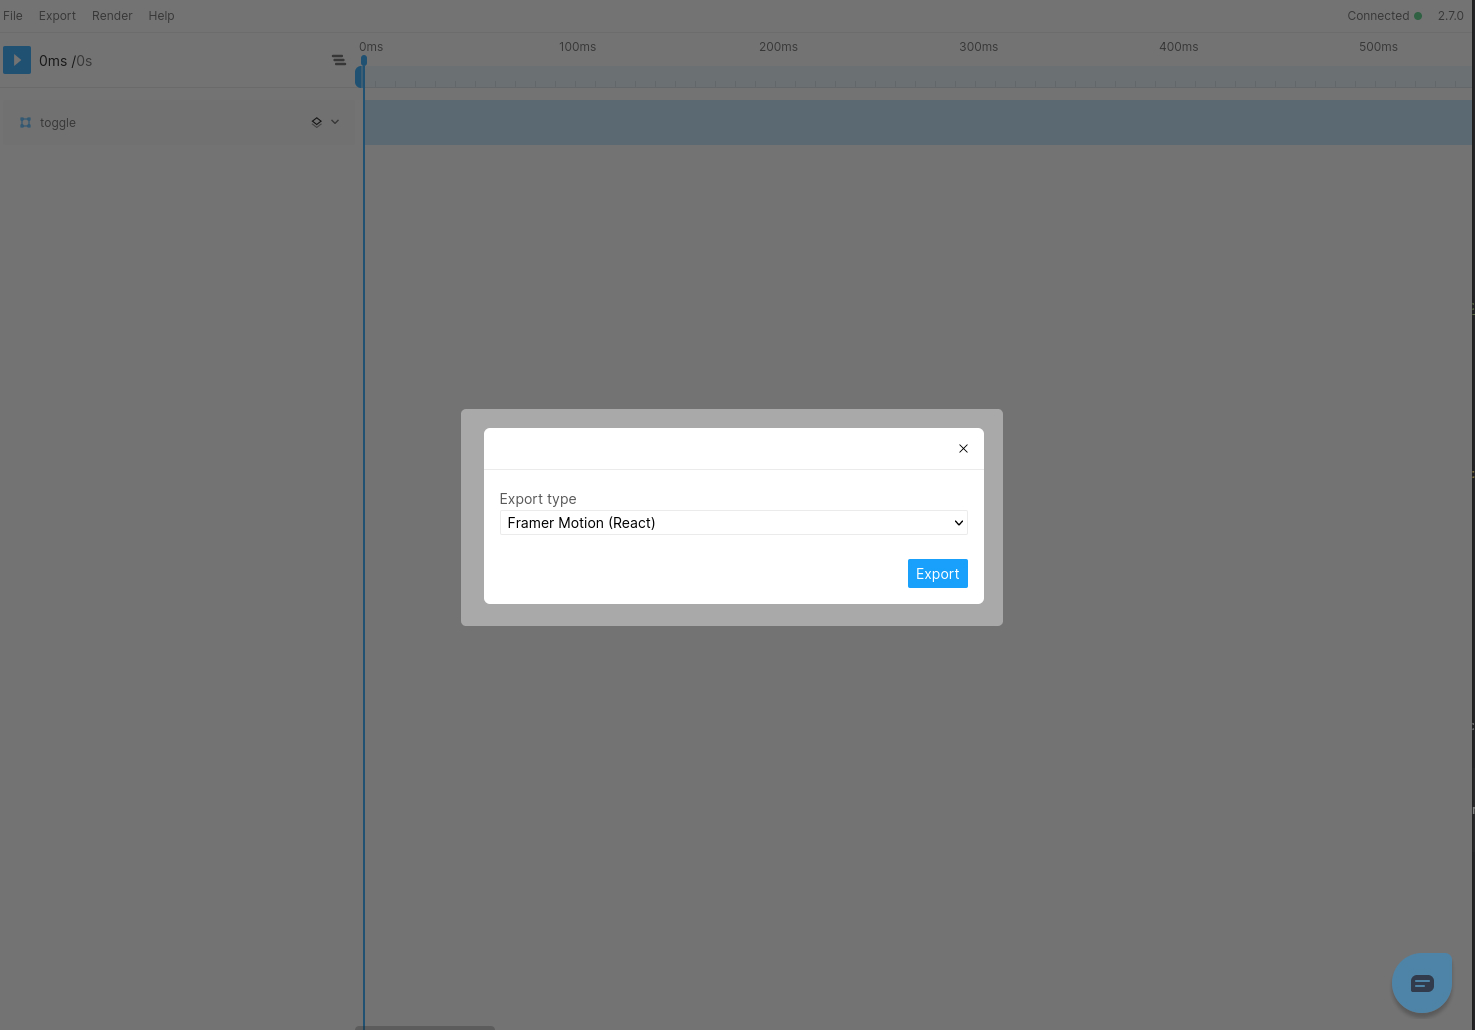 File Export Render Help Connected 2.7.0
0ms 100ms 200ms 300ms 400ms 500ms
0ms /0s
toggle
Export type
Framer Motion (React)
Export